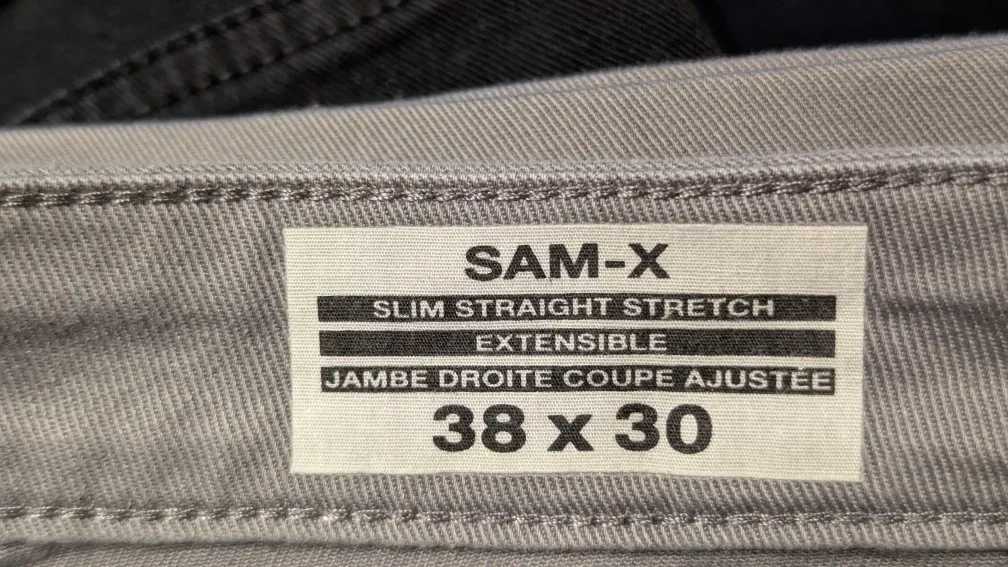 SAM-X
SLIM STRAIGHT STRETCH
EXTENSIBLE
JAMBE DROITE COUPE AJUSTÉE
38 x 30